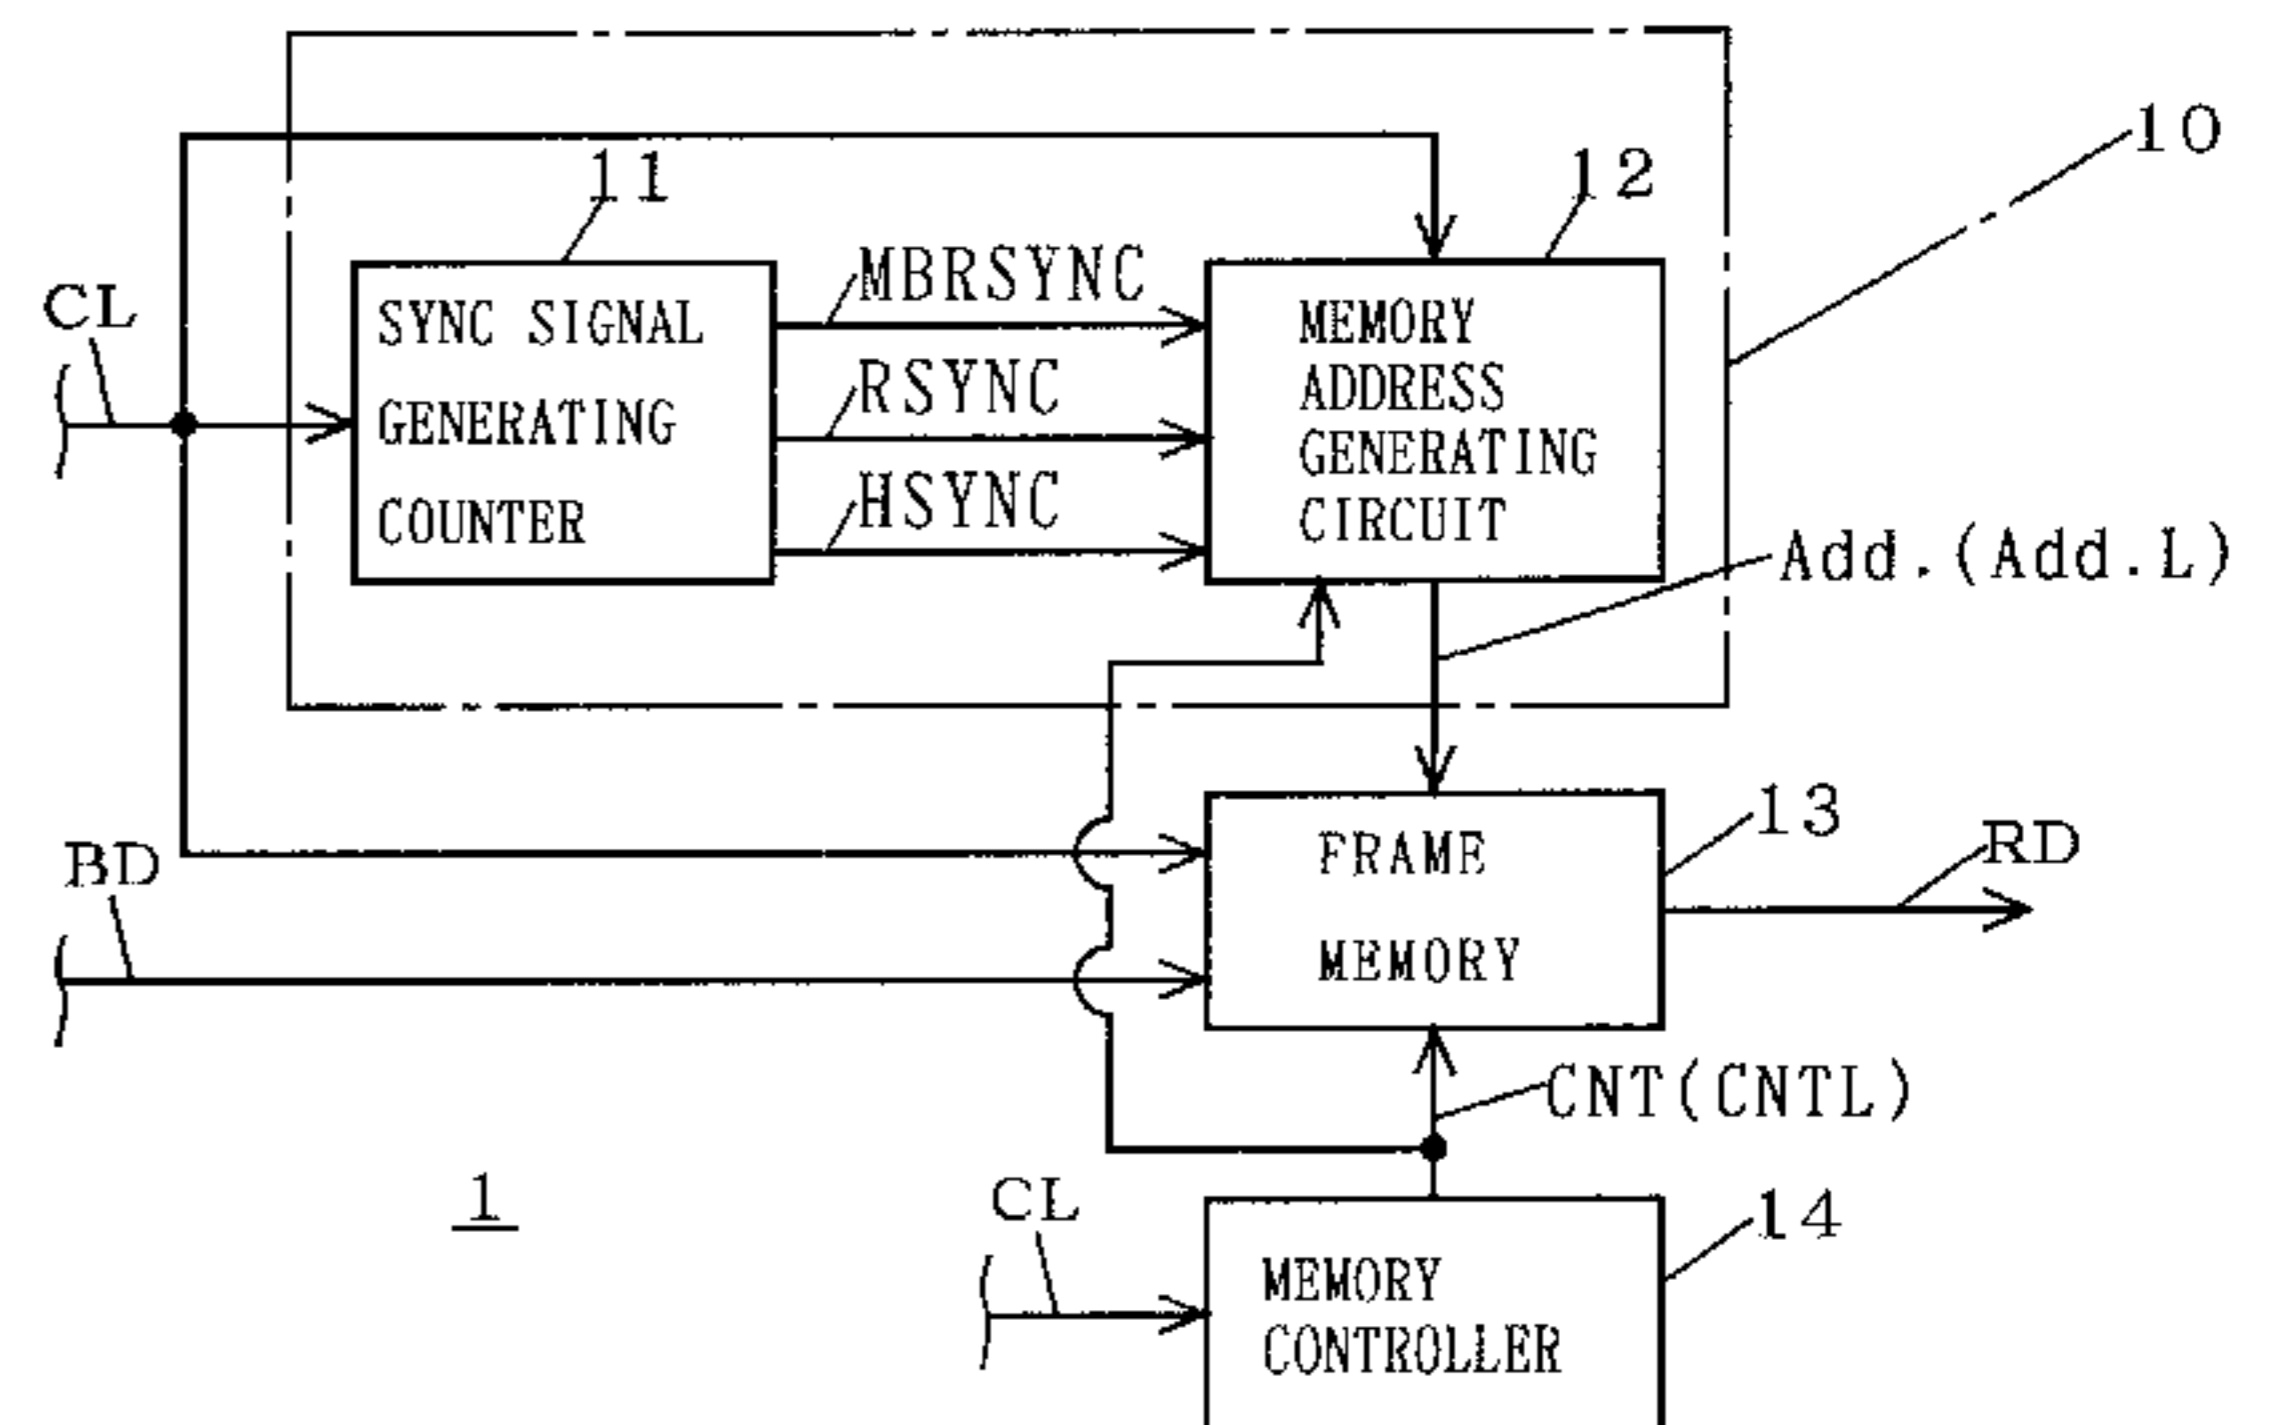 10
11
12
MBRSYNC
CL
SYNC SIGNAL
GENERATING
COUNTER
RSYNC
HSYNC
MEMORY
ADDRESS
GENERATING
CIRCUIT
Add.(Add.L)
13
BD
FRAME
MEMORY
RD
CNT(CNTL)
1
CL
14
MEMORY
CONTROLLER